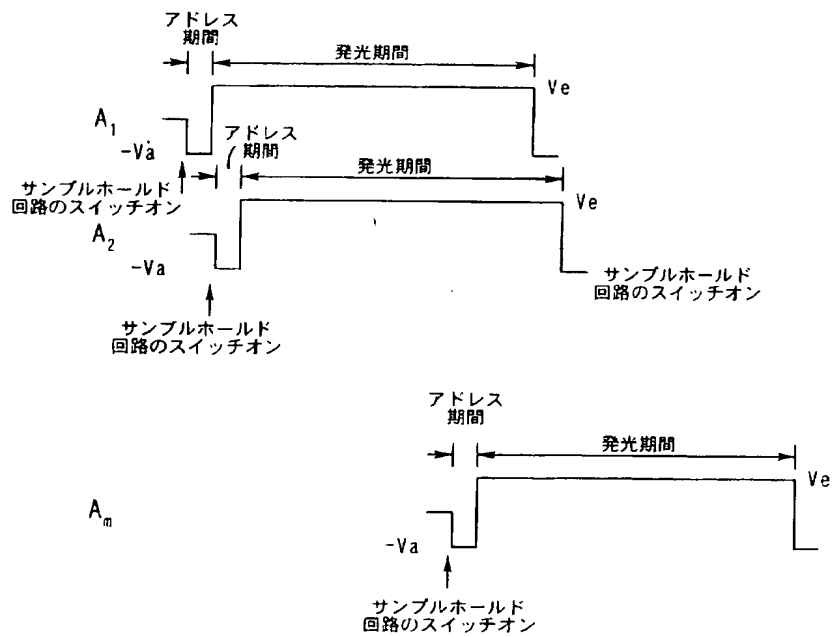 アドレス
期間
発光期間
Ve
A1
-Va
アドレス
期間
発光期間
サンプルホールド
回路のスイッチオン
Ve
A2
-Va
サンプルホールド
回路のスイッチオン
サンプルホールド
回路のスイッチオン
アドレス
期間
発光期間
Ve
Am
-Va
サンプルホールド
回路のスイッチオン